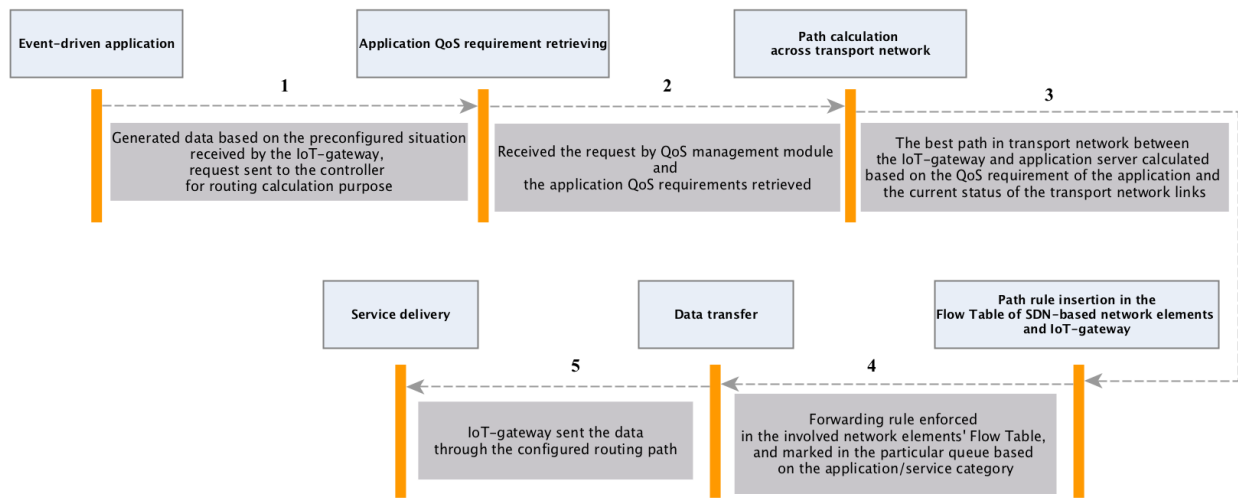 Event-driven application
Application QoS requirement retrieving
Path calculation
across transport network
1
2
3
Generated data based on the preconfigured situation
received by the IoT-gateway,
request sent to the controller
for routing calculation purpose
Received the request by QoS management module
and
the application QoS requirements retrieved
The best path in transport network between
the IoT-gateway and application server calculated
based on the QoS requirement of the application and
the current status of the transport network links
Service delivery
Data transfer
Path rule insertion in the
Flow Table of SDN-based network elements
and IoT-gateway
5
4
IoT-gateway sent the data
through the configured routing path
Forwarding rule enforced
in the involved network elements' Flow Table,
and marked in the particular queue based
on the application/service category